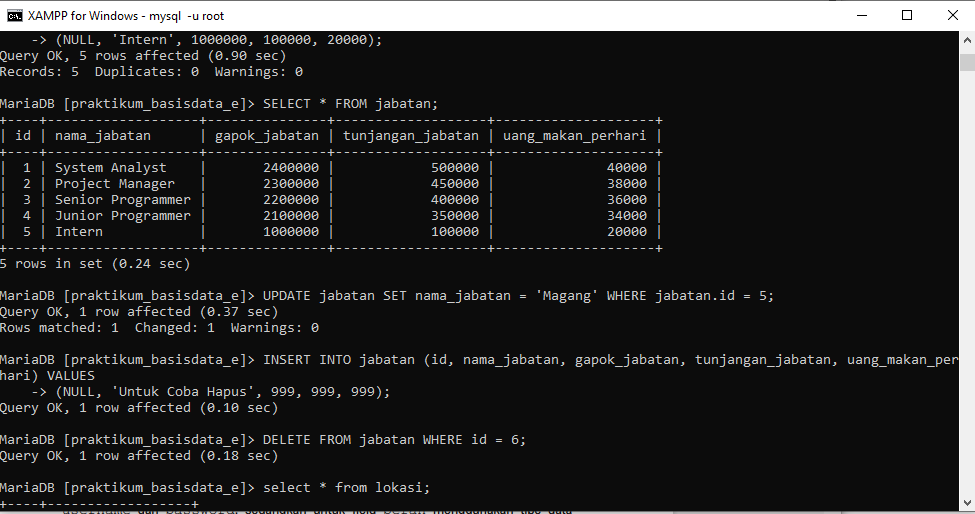 XAMPP for Windows - mysql -u root
    -> (NULL, 'Intern', 1000000, 100000, 20000);
Query OK, 5 rows affected (0.90 sec)
Records: 5  Duplicates: 0  Warnings: 0
MariaDB [praktikum_basisdata_e]> SELECT * FROM jabatan;
+----+-------------------+---------------+-------------------+--------------------+
| id | nama_jabatan      | gapok_jabatan | tunjangan_jabatan | uang_makan_perhari |
+----+-------------------+---------------+-------------------+--------------------+
|  1 | System Analyst    |       2400000 |            500000 |              40000 |
|  2 | Project Manager   |       2300000 |            450000 |              38000 |
|  3 | Senior Programmer |       2200000 |            400000 |              36000 |
|  4 | Junior Programmer |       2100000 |            350000 |              34000 |
|  5 | Intern            |       1000000 |            100000 |              20000 |
+----+-------------------+---------------+-------------------+--------------------+
5 rows in set (0.24 sec)
MariaDB [praktikum_basisdata_e]> UPDATE jabatan SET nama_jabatan = 'Magang' WHERE jabatan.id = 5;
Query OK, 1 row affected (0.37 sec)
Rows matched: 1  Changed: 1  Warnings: 0
MariaDB [praktikum_basisdata_e]> INSERT INTO jabatan (id, nama_jabatan, gapok_jabatan, tunjangan_jabatan, uang_makan_per
hari) VALUES
    -> (NULL, 'Untuk Coba Hapus', 999, 999, 999);
Query OK, 1 row affected (0.10 sec)
MariaDB [praktikum_basisdata_e]> DELETE FROM jabatan WHERE id = 6;
Query OK, 1 row affected (0.18 sec)
MariaDB [praktikum_basisdata_e]> select * from lokasi;
+----+------------------+